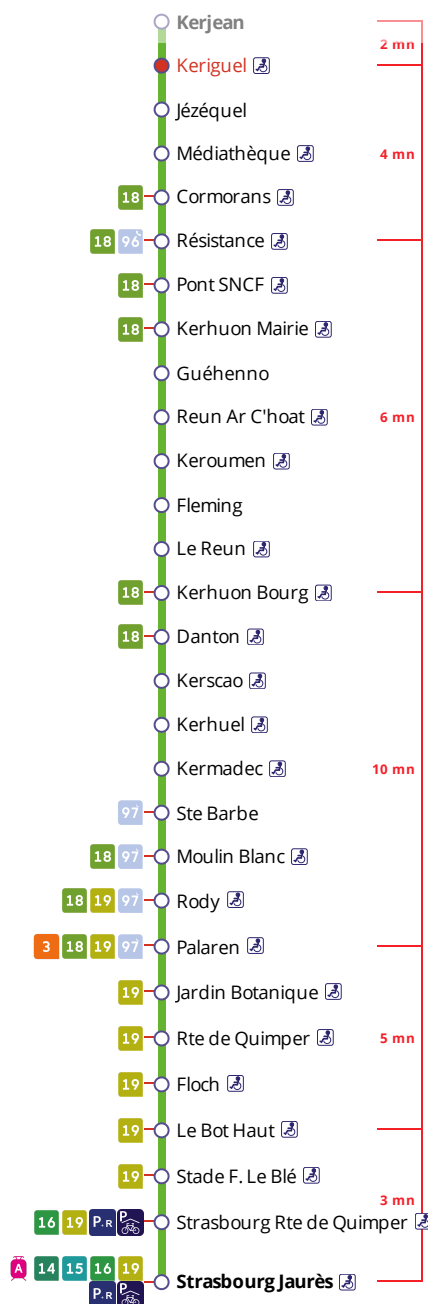 Kerjean
2 mn
Keriguel
Jézéquel
Médiathèque 4 mn
18 Cormorans
18 96 Résistance
18 Pont SNCF
18 Kerhuon Mairie
Guéhenno
Reun Ar C'hoat 6 mn
Keroumen
Fleming
Le Reun
18 Kerhuon Bourg
18 Danton
Kerscao
Kerhuel
Kermadec 10 mn
97 Ste Barbe
18 97 Moulin Blanc
18 19 97 Rody
3 18 19 97 Palaren
19 Jardin Botanique
19 Rte de Quimper 5 mn
19 Floch
19 Le Bot Haut
19 Stade F. Le Blé
3 mn
16 19 P.R P Strasbourg Rte de Quimper
A 14 15 16 19 Strasbourg Jaurès
P.R P